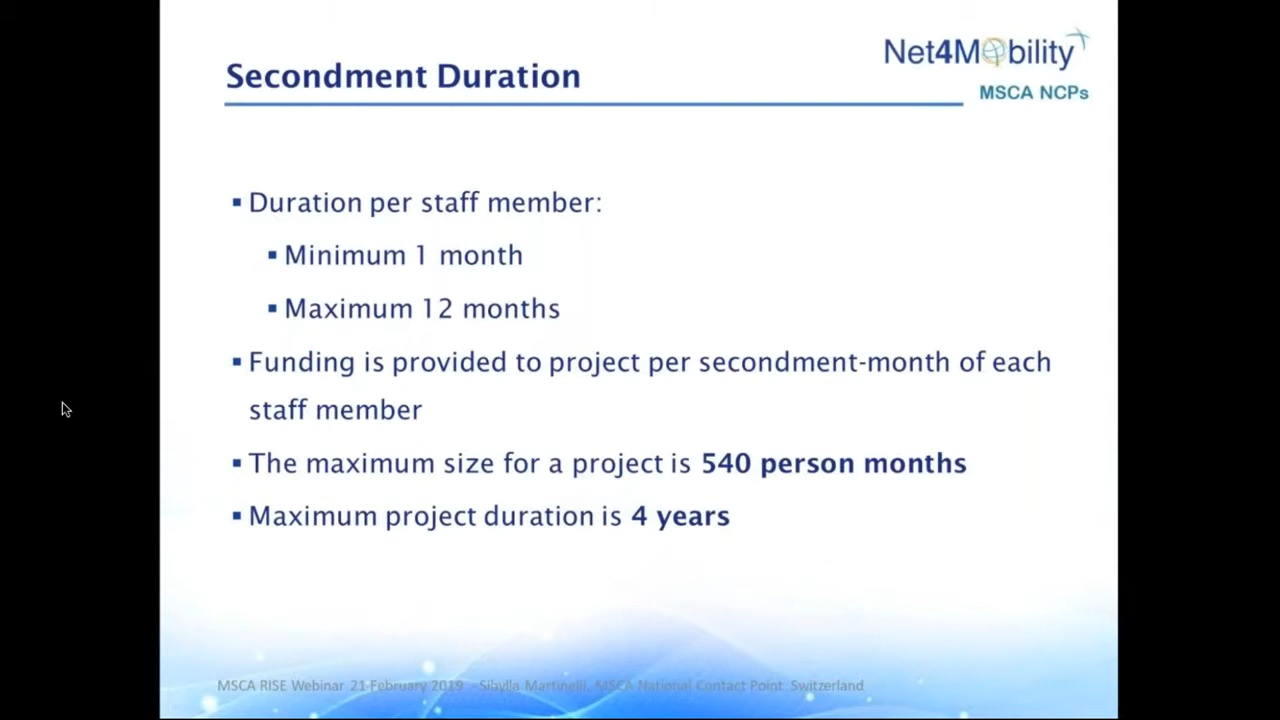 Net4Mobility
MSCA NCPs
Secondment Duration
▪ Duration per staff member:
▪ Minimum 1 month
▪ Maximum 12 months
▪ Funding is provided to project per secondment-month of each
staff member
▪ The maximum size for a project is 540 person months
▪ Maximum project duration is 4 years
MSCA RISE Webinar 21 February 2019 - Sibylla Martinelli, MSCA National Contact Point Switzerland